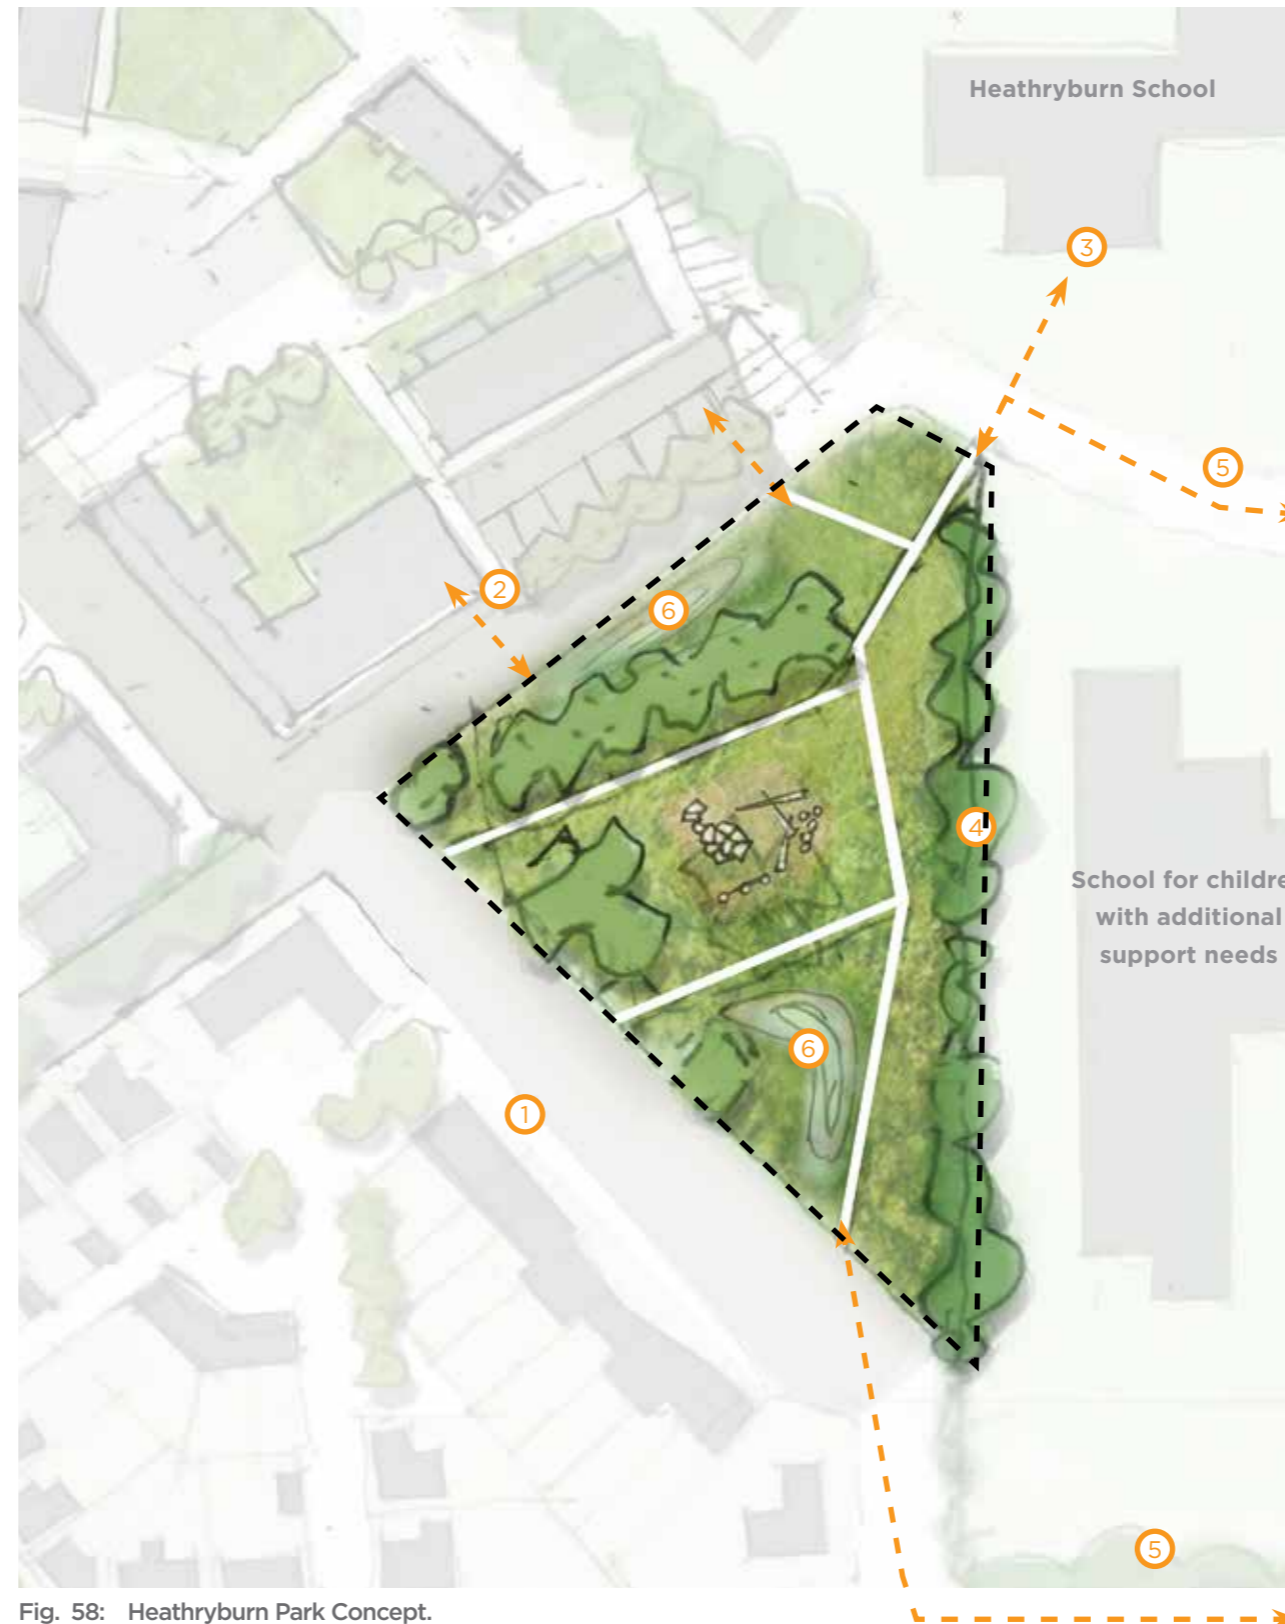 Heathryburn School
3
5
2
6
4
School for childre
with additional
support needs
6
1
5
Fig. 58: Heathryburn Park Concept.